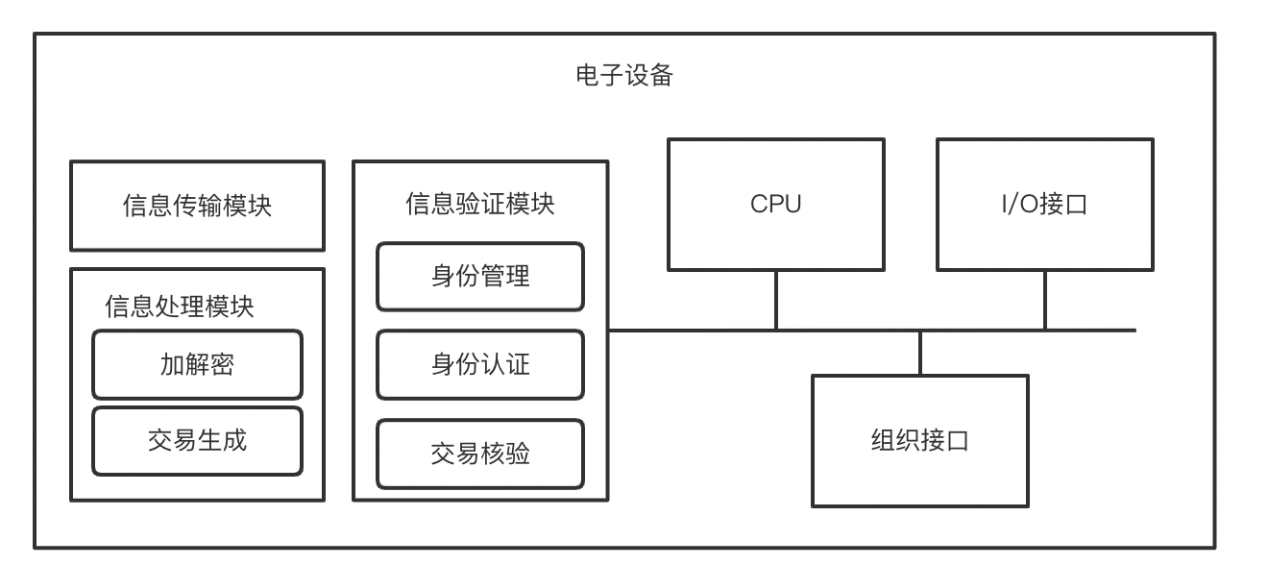 电子设备
信息传输模块
信息处理模块
加解密
交易生成
信息验证模块
身份管理
身份认证
交易核验
CPU
I/O接口
组织接口